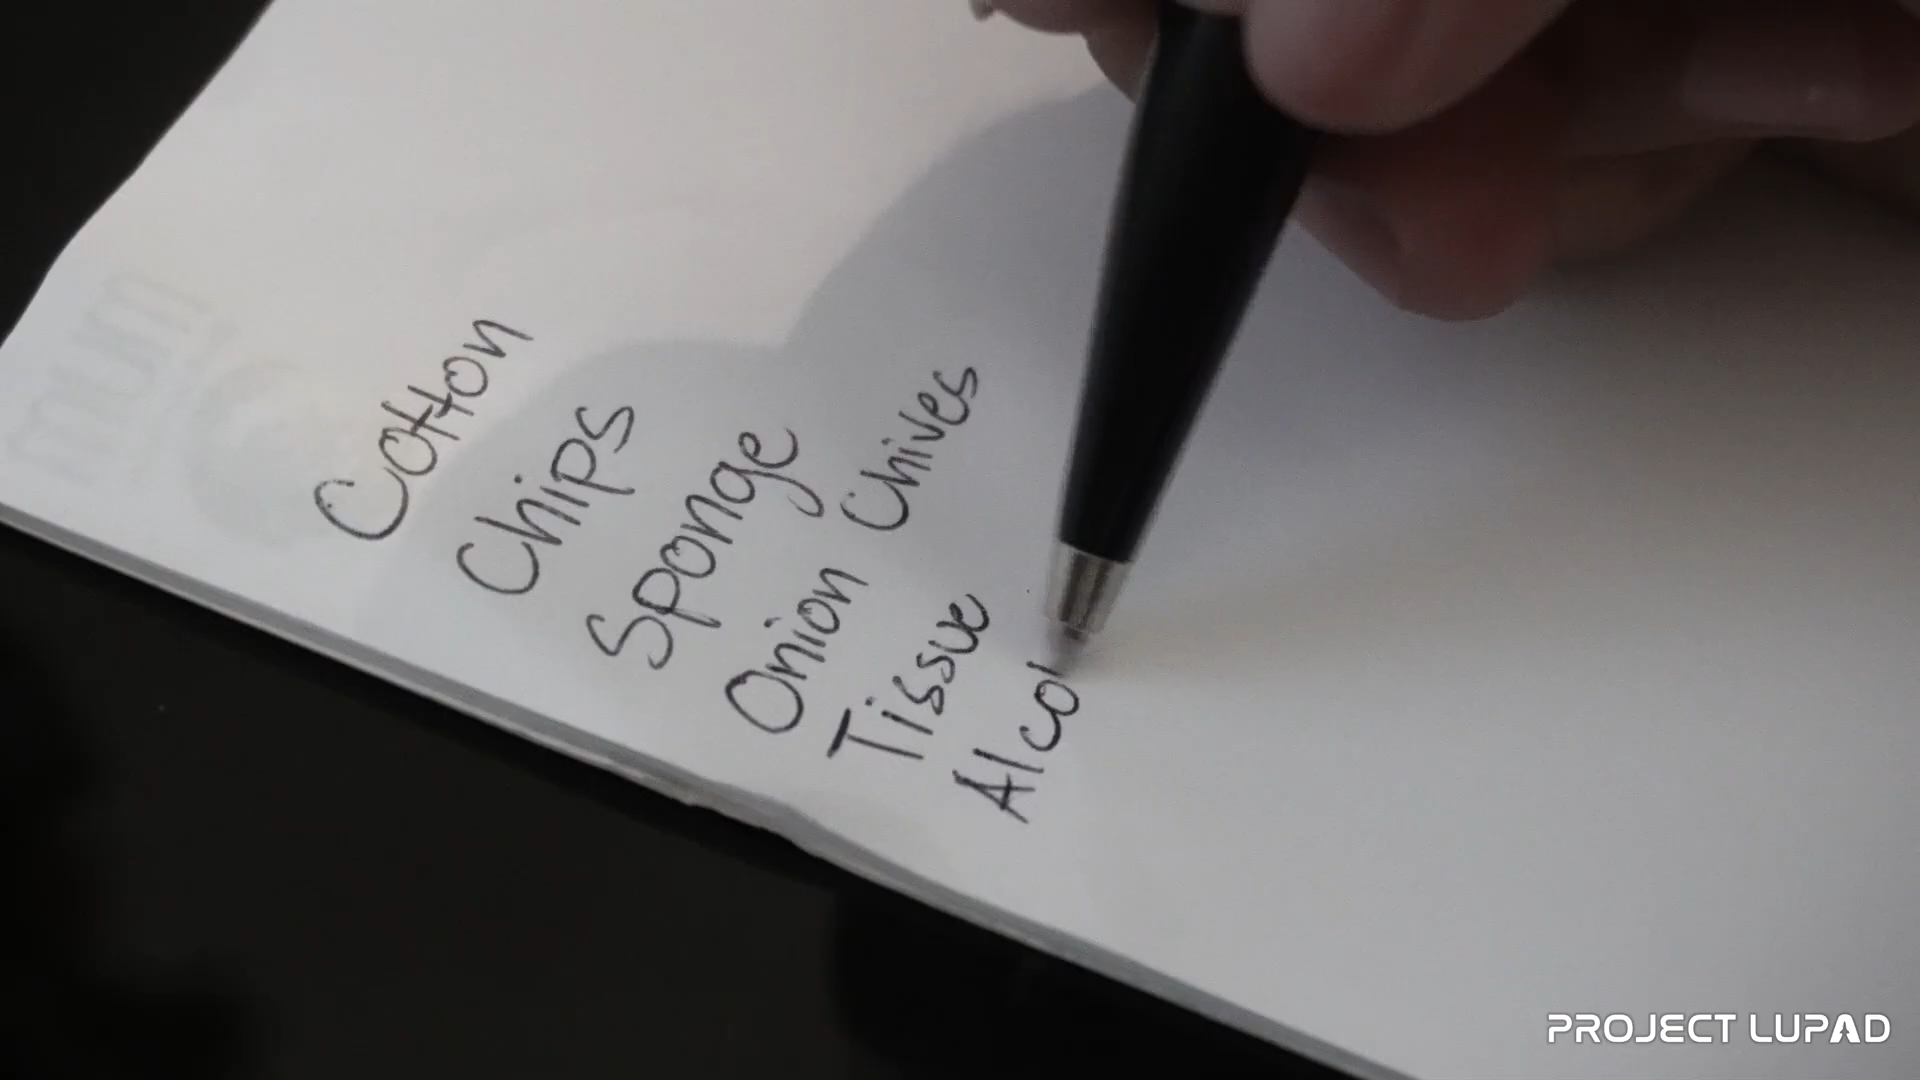 Cotton
Chips
Sponge
Onion Chives
Tissue
Alco
PROJECT LUPAD